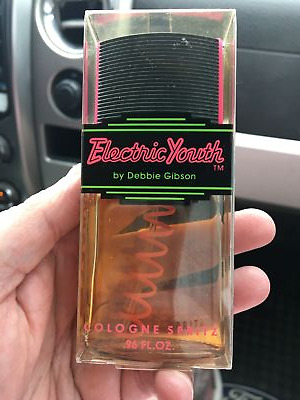 Electric Youth
TM
by Debbie Gibson
COLOGNE SPRITZ
.96 FL.OZ.